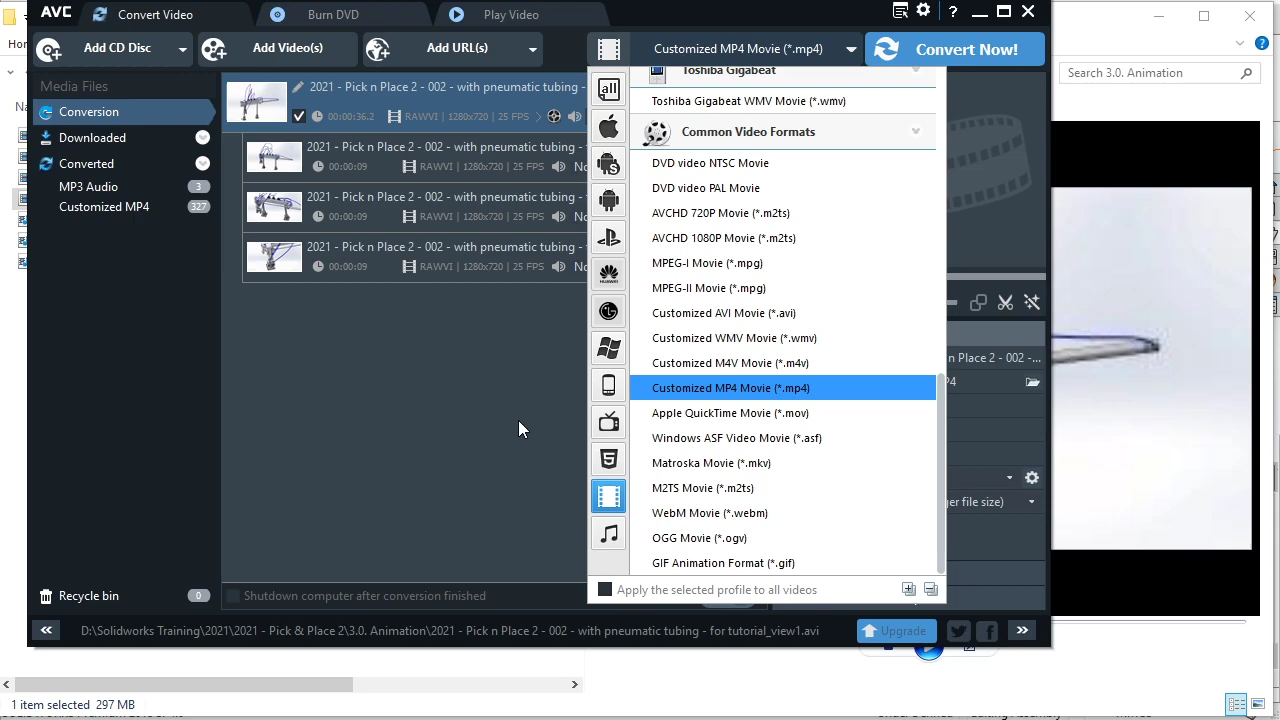 AVC
Convert Video
Burn DVD
Play Video
?
Add CD Disc
Add Video(s)
Add URL(s)
Customized MP4 Movie (*.mp4)
Convert Now!
Media Files
Conversion
Downloaded
Converted
MP3 Audio
3
Customized MP4
327
Recycle bin
0
2021 - Pick n Place 2 - 002 - with pneumatic tubing -
00:00:36.2
RAWVI | 1280x720 | 25 FPS
2021 - Pick n Place 2 - 002 - with pneumatic tubing -
00:00:09
RAWVI | 1280x720 | 25 FPS
No
2021 - Pick n Place 2 - 002 - with pneumatic tubing -
00:00:09
RAWVI | 1280x720 | 25 FPS
No
2021 - Pick n Place 2 - 002 - with pneumatic tubing -
00:00:09
RAWVI | 1280x720 | 25 FPS
No
all
Toshiba Gigabeat
Toshiba Gigabeat WMV Movie (*.wmv)
Common Video Formats
DVD video NTSC Movie
DVD video PAL Movie
AVCHD 720P Movie (*.m2ts)
AVCHD 1080P Movie (*.m2ts)
MPEG-I Movie (*.mpg)
MPEG-II Movie (*.mpg)
Customized AVI Movie (*.avi)
Customized WMV Movie (*.wmv)
Customized M4V Movie (*.m4v)
Customized MP4 Movie (*.mp4)
Apple QuickTime Movie (*.mov)
Windows ASF Video Movie (*.asf)
Matroska Movie (*.mkv)
M2TS Movie (*.m2ts)
WebM Movie (*.webm)
OGG Movie (*.ogv)
GIF Animation Format (*.gif)
Apply the selected profile to all videos
HUAWEI
n Place 2 - 002 -...
P4
er file size)
Shutdown computer after conversion finished
D:\Solidworks Training\2021\2021 - Pick & Place 2\3.0. Animation\2021 - Pick n Place 2 - 002 - with pneumatic tubing - for tutorial_view1.avi
Upgrade
Search 3.0. Animation
1 item selected 297 MB